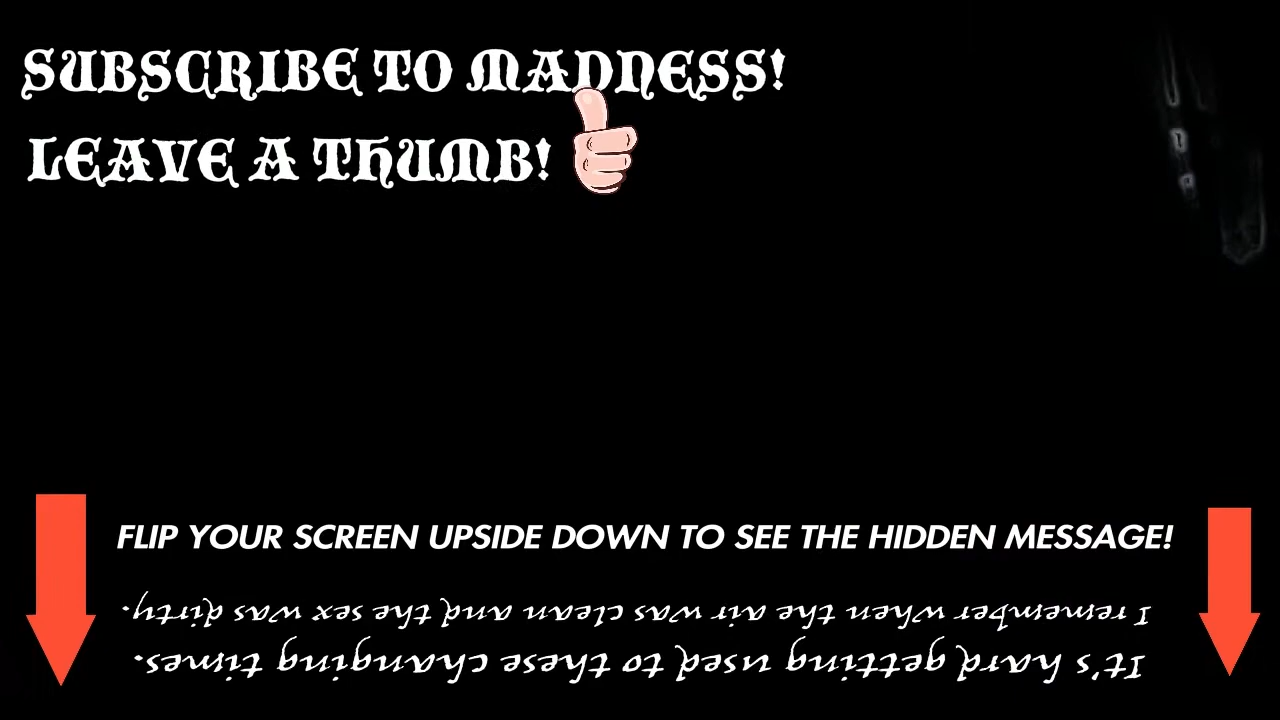 SUBSCRIBE TO MADNESS!
LEAVE A THUMB!
FLIP YOUR SCREEN UPSIDE DOWN TO SEE THE HIDDEN MESSAGE!
It's hard getting used to these changing times.
I remember when the air was clean and the sex was dirty.